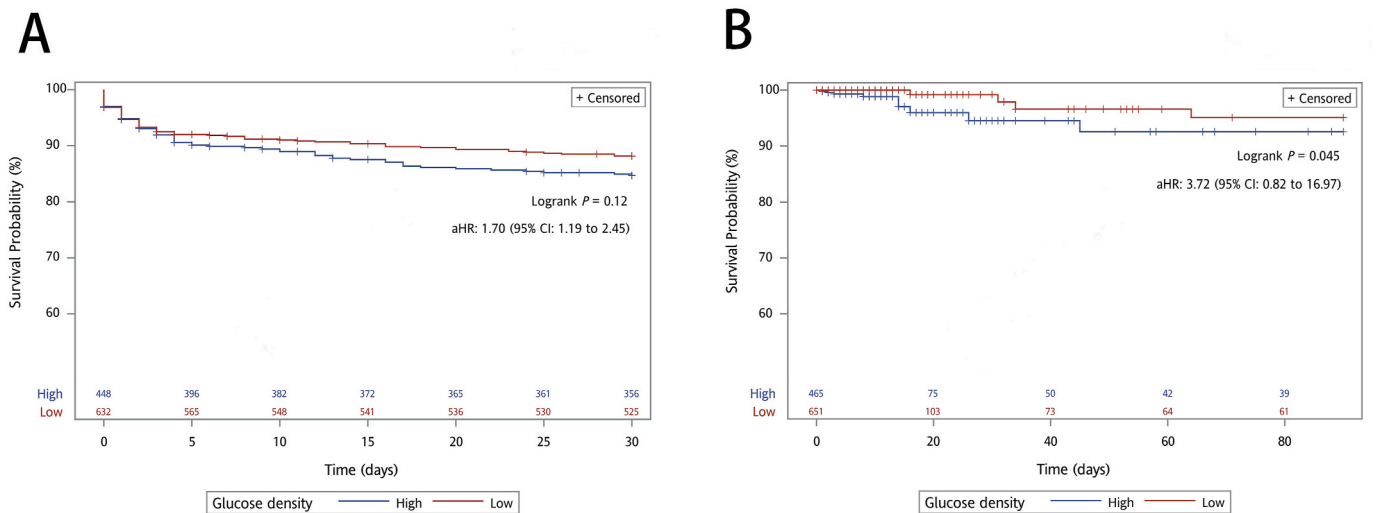 A
100
90
80
70
60
Survival Probability (%)
+ Censored
Logrank P = 0.12
aHR: 1.70 (95% CI: 1.19 to 2.45)
High 448 396 382 372 365 361 356
Low 632 565 548 541 536 530 525
0 5 10 15 20 25 30
Time (days)
Glucose density High Low
B
100
90
80
70
60
Survival Probability (%)
+ Censored
Logrank P = 0.045
aHR: 3.72 (95% CI: 0.82 to 16.97)
High 465 75 50 42 39
Low 651 103 73 64 61
0 20 40 60 80
Time (days)
Glucose density High Low